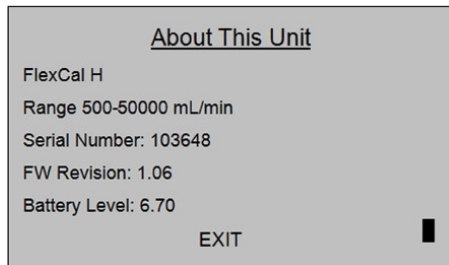 About This Unit
FlexCal H
Range 500-50000 mL/min
Serial Number: 103648
FW Revision: 1.06
Battery Level: 6.70
EXIT